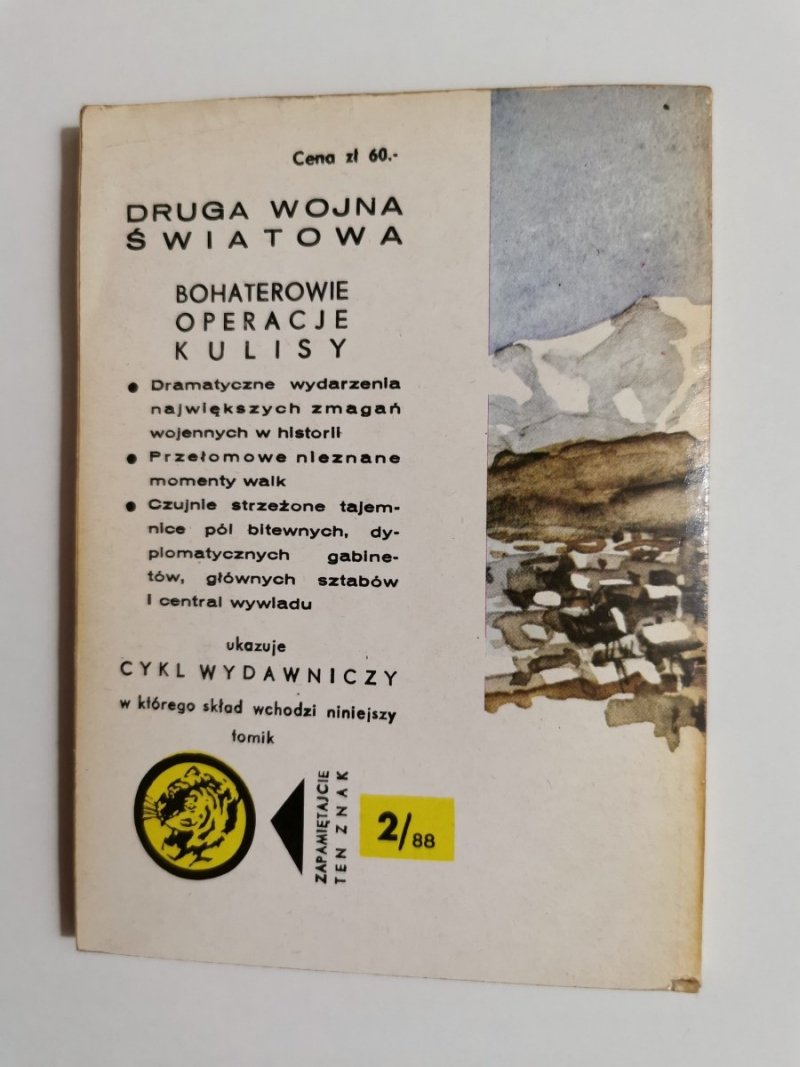 Cena zł 60.-
DRUGA WOJNA
ŚWIATOWA
BOHATEROWIE
OPERACJE
KULISY
● Dramatyczne wydarzenia
największych zmagań
wojennych w historii
● Przełomowe nieznane
momenty walk
● Czujnie strzeżone tajem-
nice pól bitewnych, dy-
plomatycznych gabine-
tów, głównych sztabów
i central wywiadu
ukazuje
CYKL WYDAWNICZY
w którego skład wchodzi niniejszy
tomik
ZAPAMIĘTAJCIE
TEN ZNAK
2/88